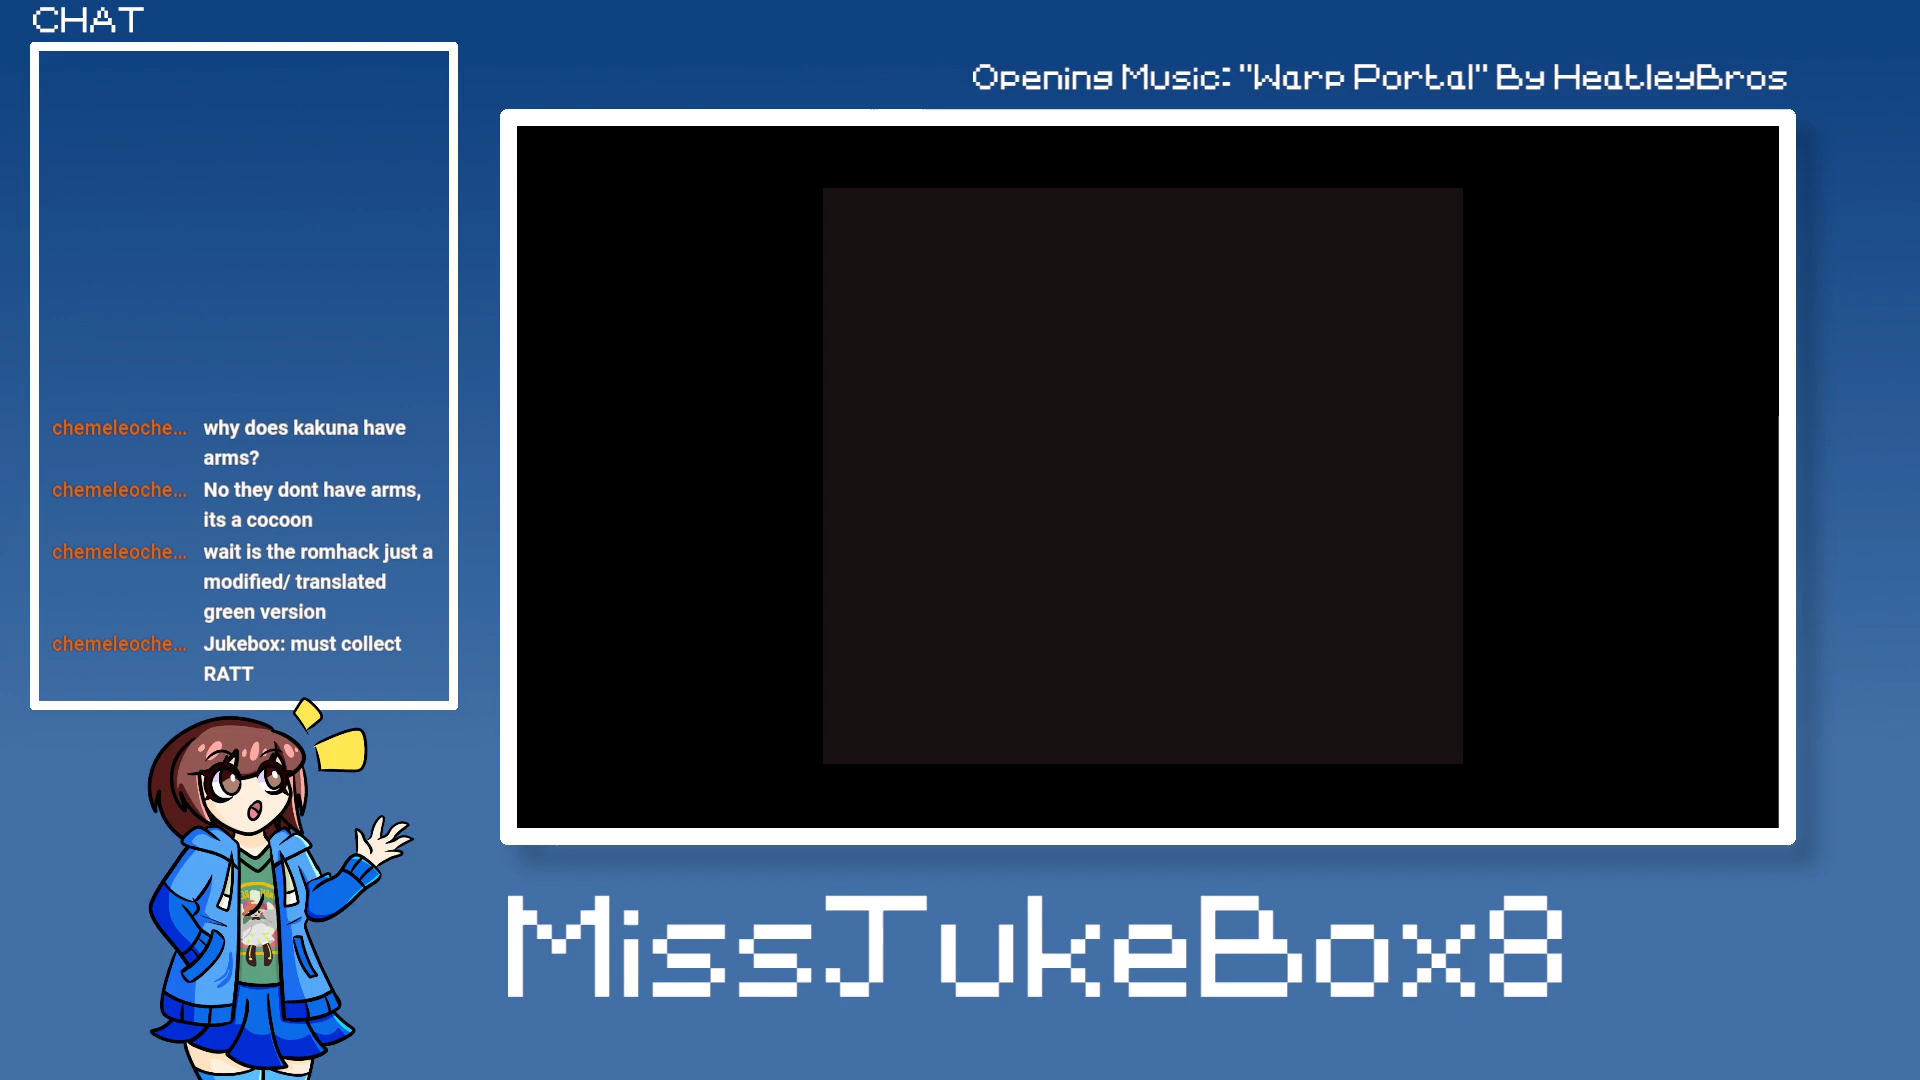 CHAT
Opening Music: "Warp Portal" By HeatleyBros
chemeleoche... why does kakuna have
arms?
chemeleoche... No they dont have arms,
its a cocoon
chemeleoche... wait is the romhack just a
modified/ translated
green version
chemeleoche... Jukebox: must collect
RATT
MissJukeBox8